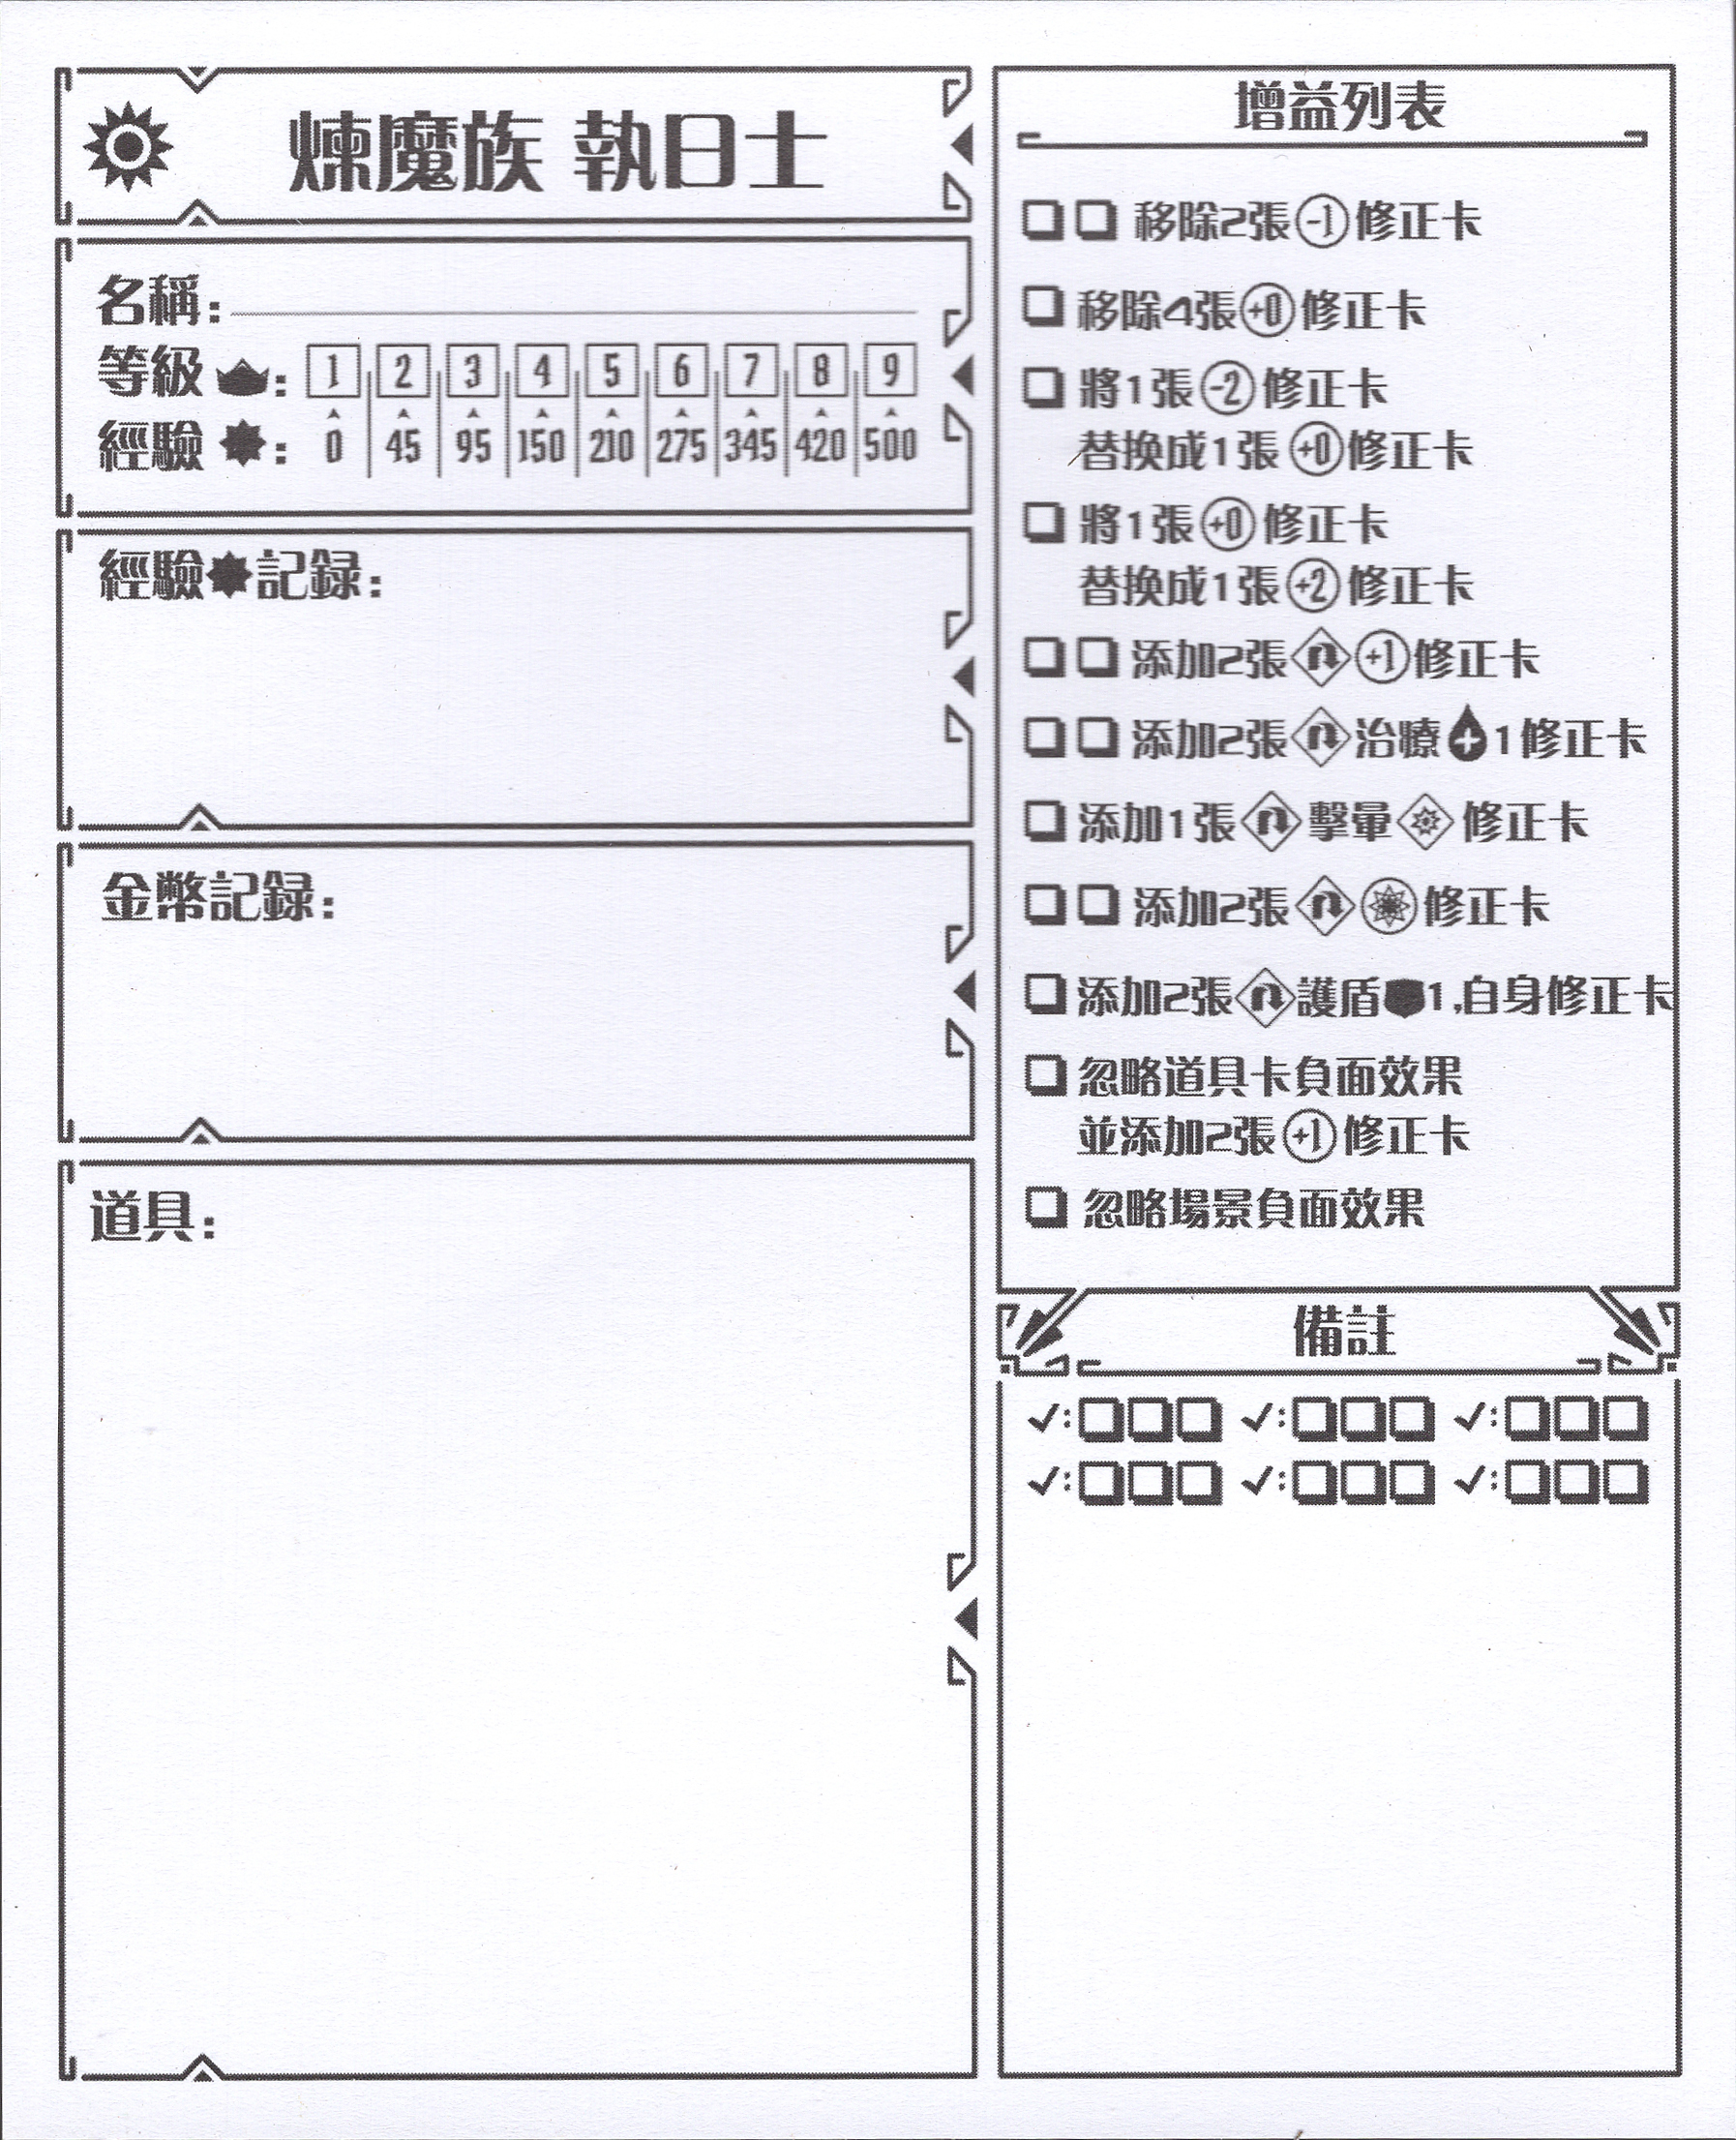 煉魔族 執日士
名稱:
等級 : 1 2 3 4 5 6 7 8 9
經驗 : 0 45 95 150 210 275 345 420 500
經驗 記録:
金幣記録:
道具:
增益列表
移除2張 -1 修正卡
移除4張 +0 修正卡
將1張 -2 修正卡
替換成1張 +0 修正卡
將1張 +0 修正卡
替換成1張 +2 修正卡
添加2張 +1 修正卡
添加2張 治療 1 修正卡
添加1張 擊暈 修正卡
添加2張 修正卡
添加2張 護盾 1,自身修正卡
忽略道具卡負面效果
並添加2張 +1 修正卡
忽略場景負面效果
備註
✓: ✓: ✓:
✓: ✓: ✓: